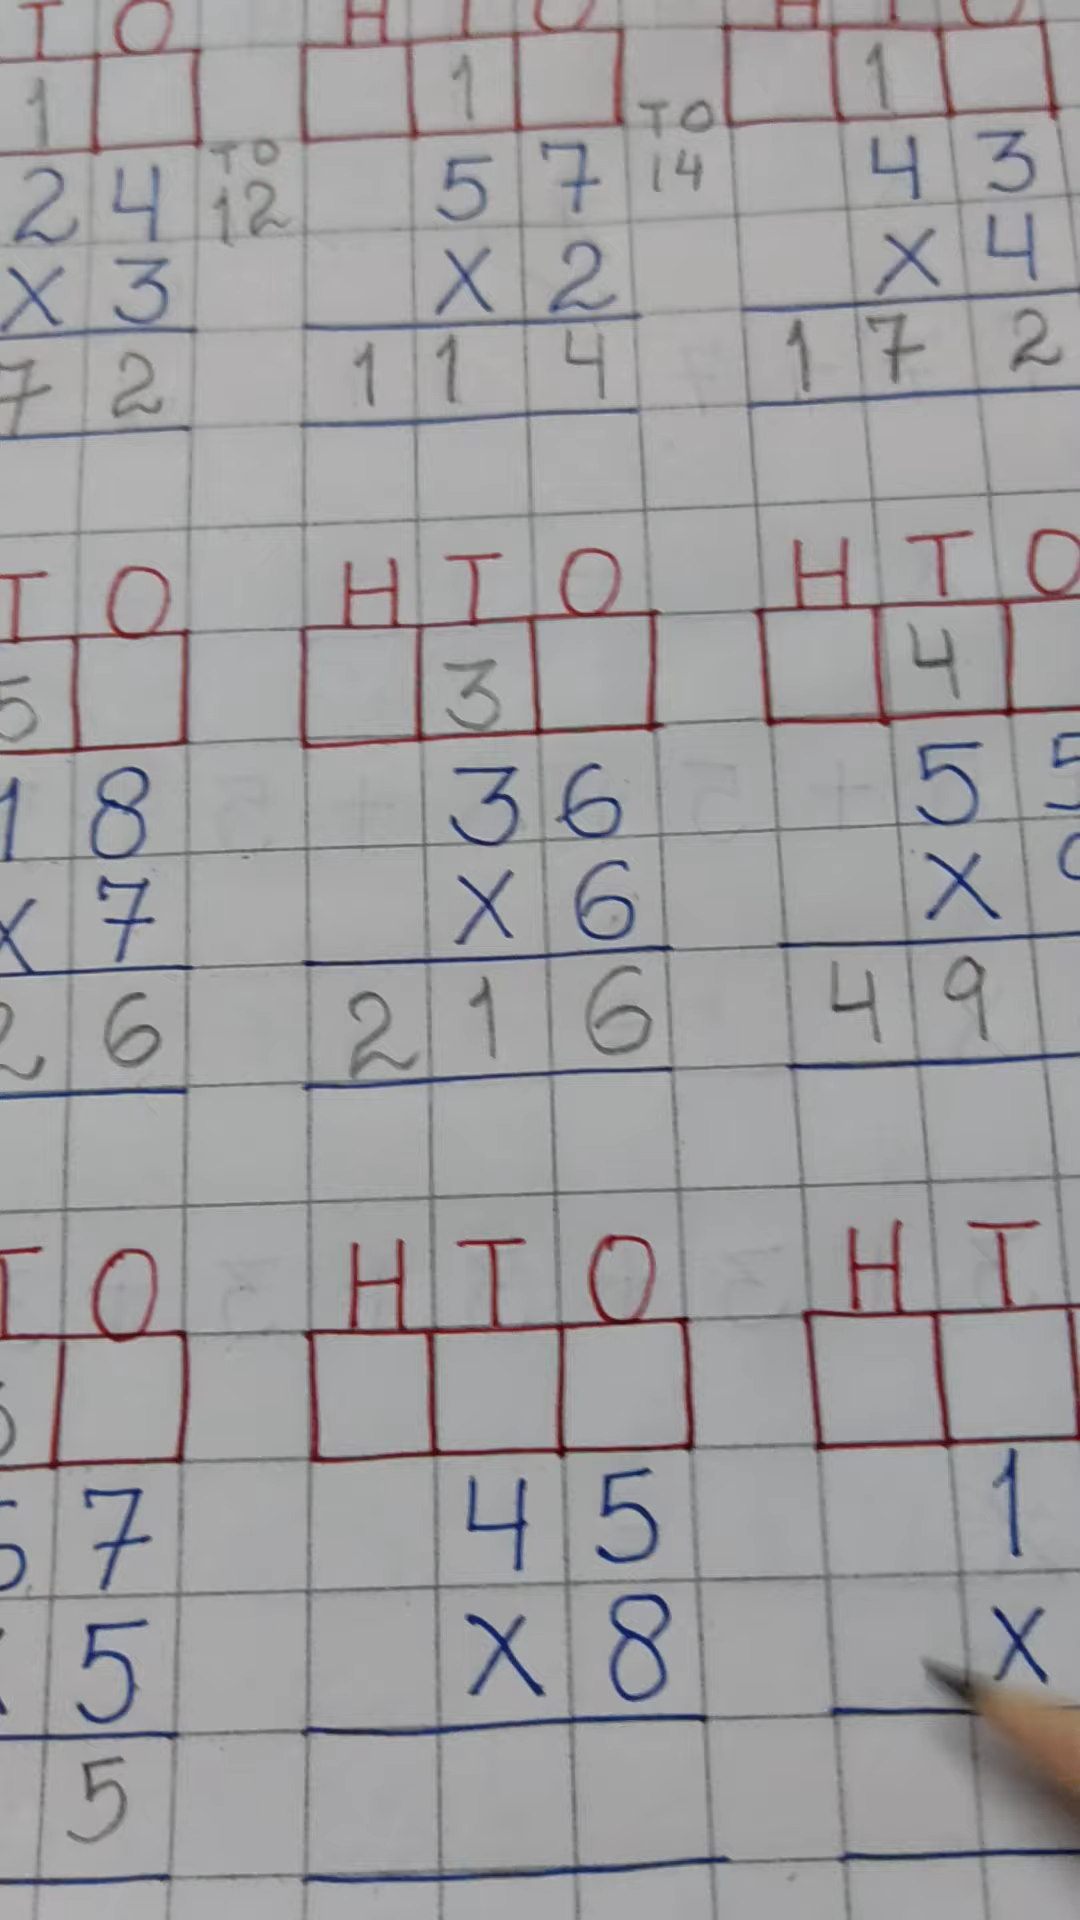 T O H T O H T O
1 1 1
2 4 T O 5 7 T O 4 3
12 14
X 3 X 2 X 4
7 2 1 1 4 1 7 2
T O H T O H T O
5 3 4
1 8 3 6 5 5
X 7 X 6 X
2 6 2 1 6 4 9
T O H T O H T
7 4 5 1
5 X 8 X
5